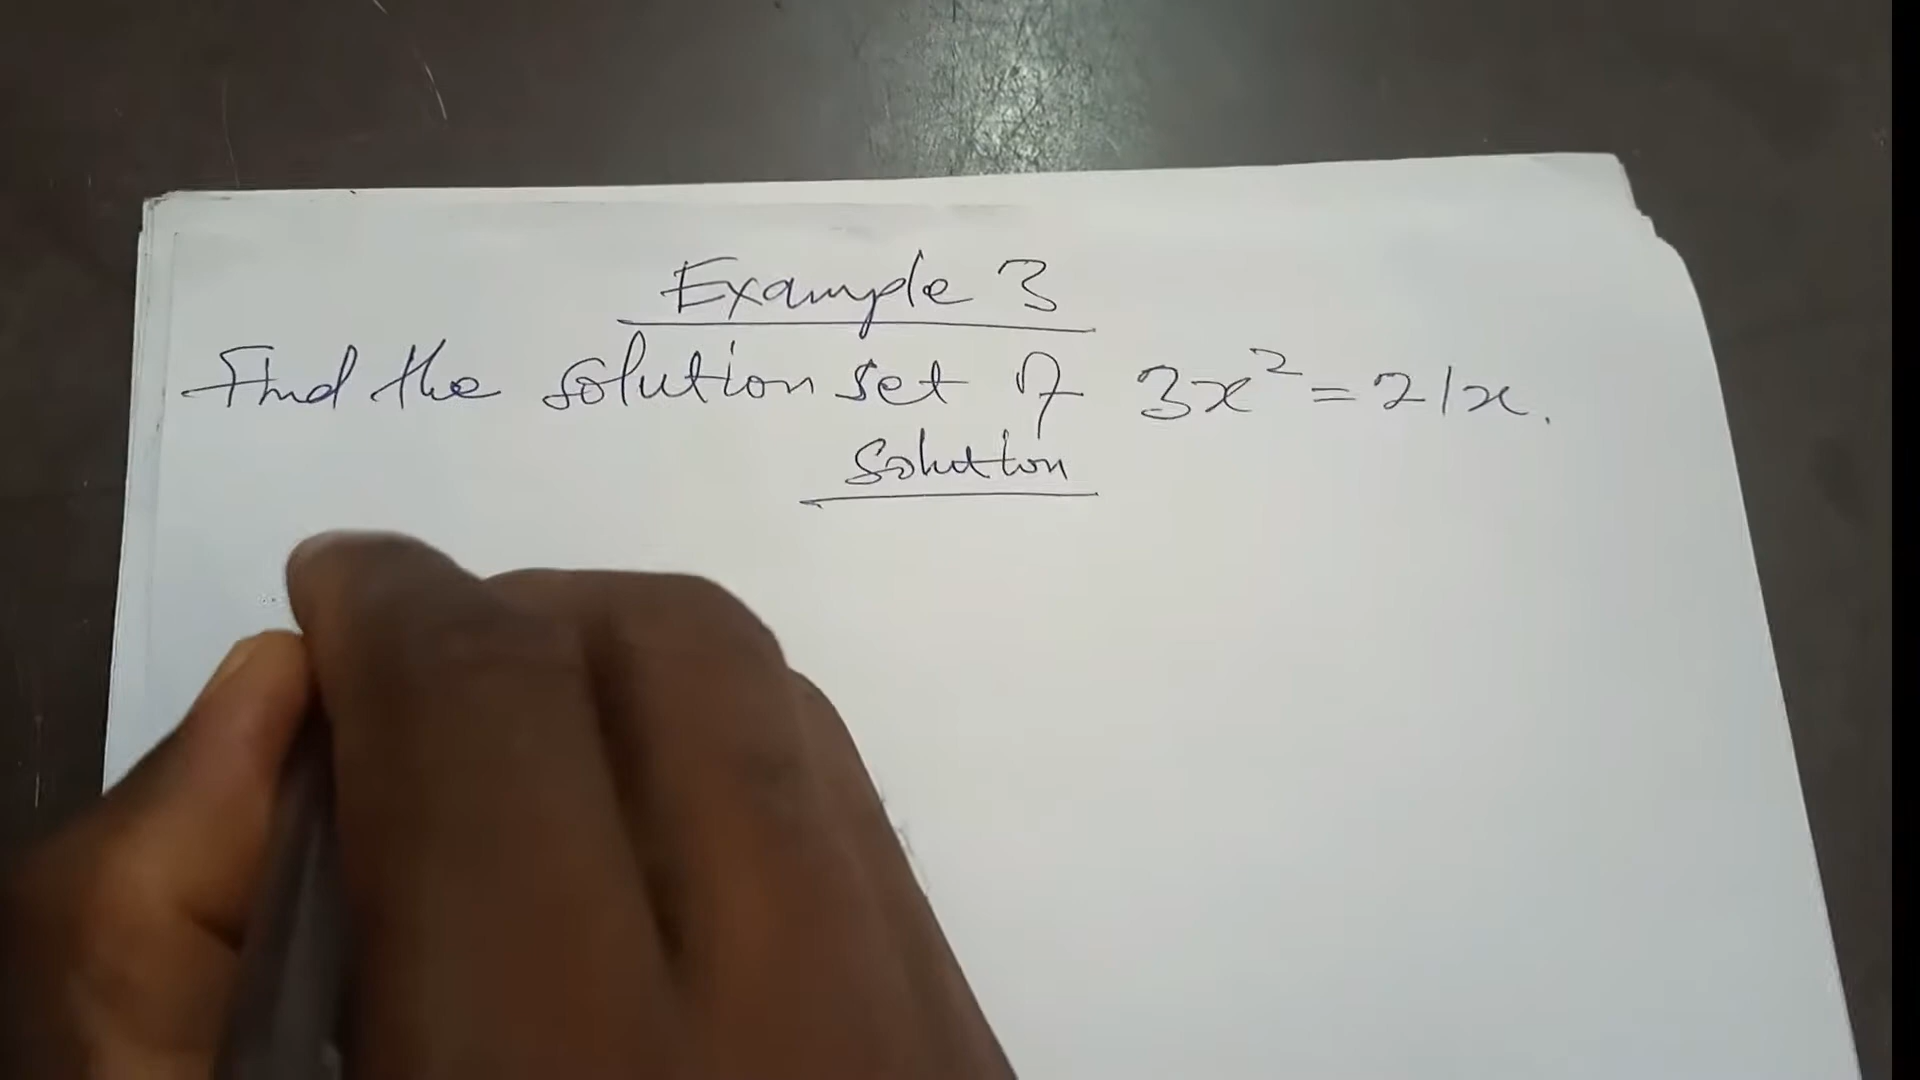 Example 3
Find the solution set of 3x² = 21x.
Solution